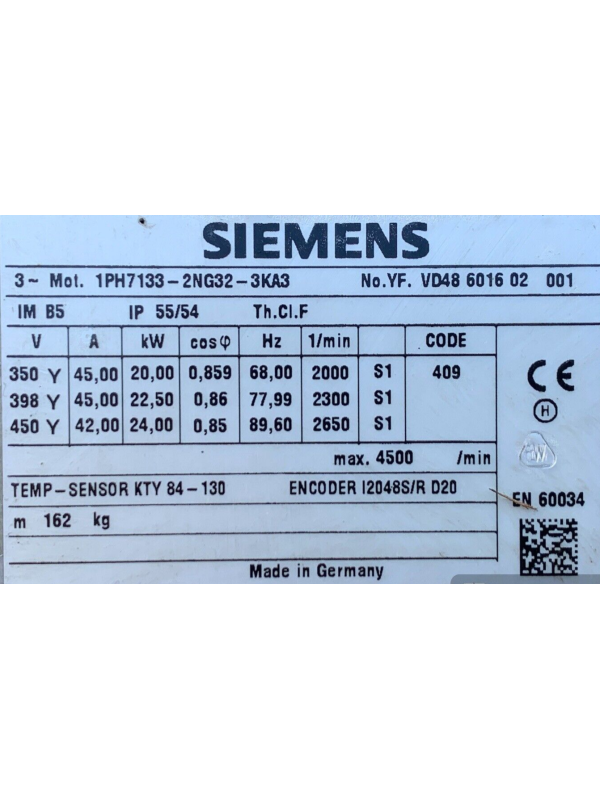 SIEMENS
3~ Mot. 1PH7133-2NG32-3KA3 No.YF. VD48 6016 02 001
IM B5 IP 55/54 Th.Cl.F
V A kW cosφ Hz 1/min CODE
350 Y 45,00 20,00 0,859 68,00 2000 S1 409
398 Y 45,00 22,50 0,86 77,99 2300 S1
450 Y 42,00 24,00 0,85 89,60 2650 S1
CE
H
max. 4500 /min
TEMP-SENSOR KTY 84-130 ENCODER I2048S/R D20
EN 60034
m 162 kg
Made in Germany